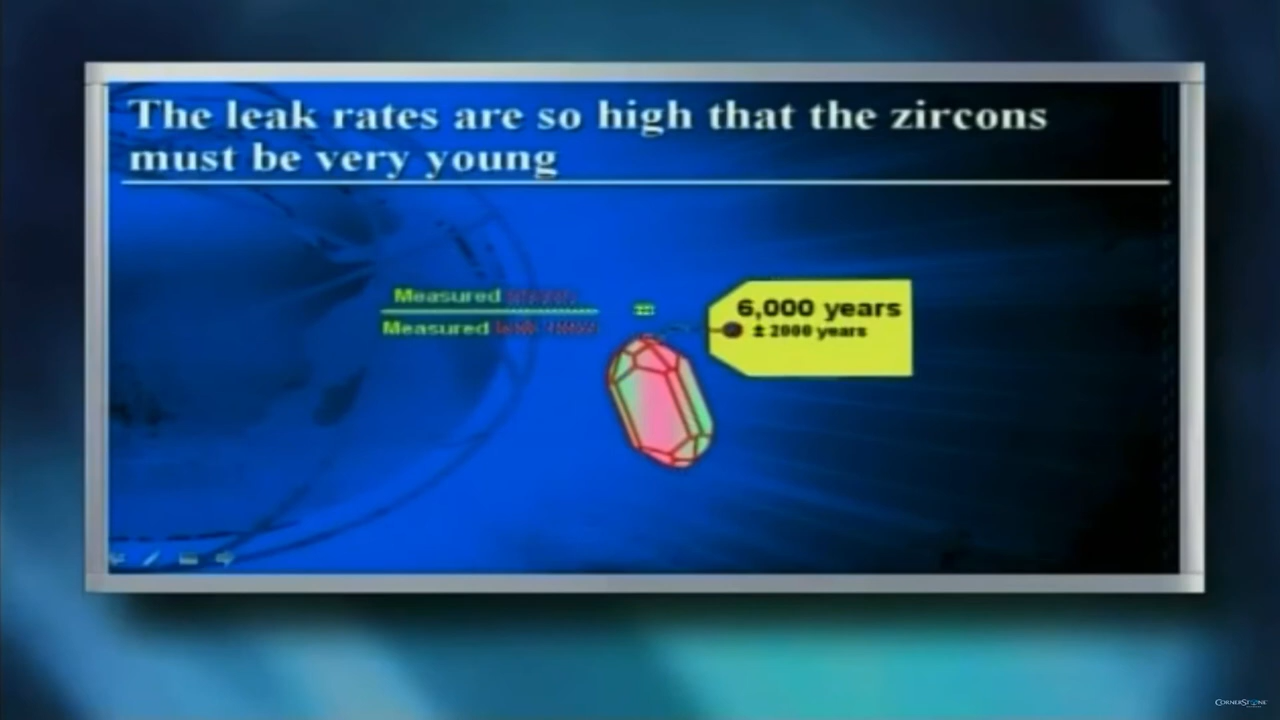 The leak rates are so high that the zircons
must be very young
Measured
Measured
=
6,000 years
± 2000 years
CORNERSTONE